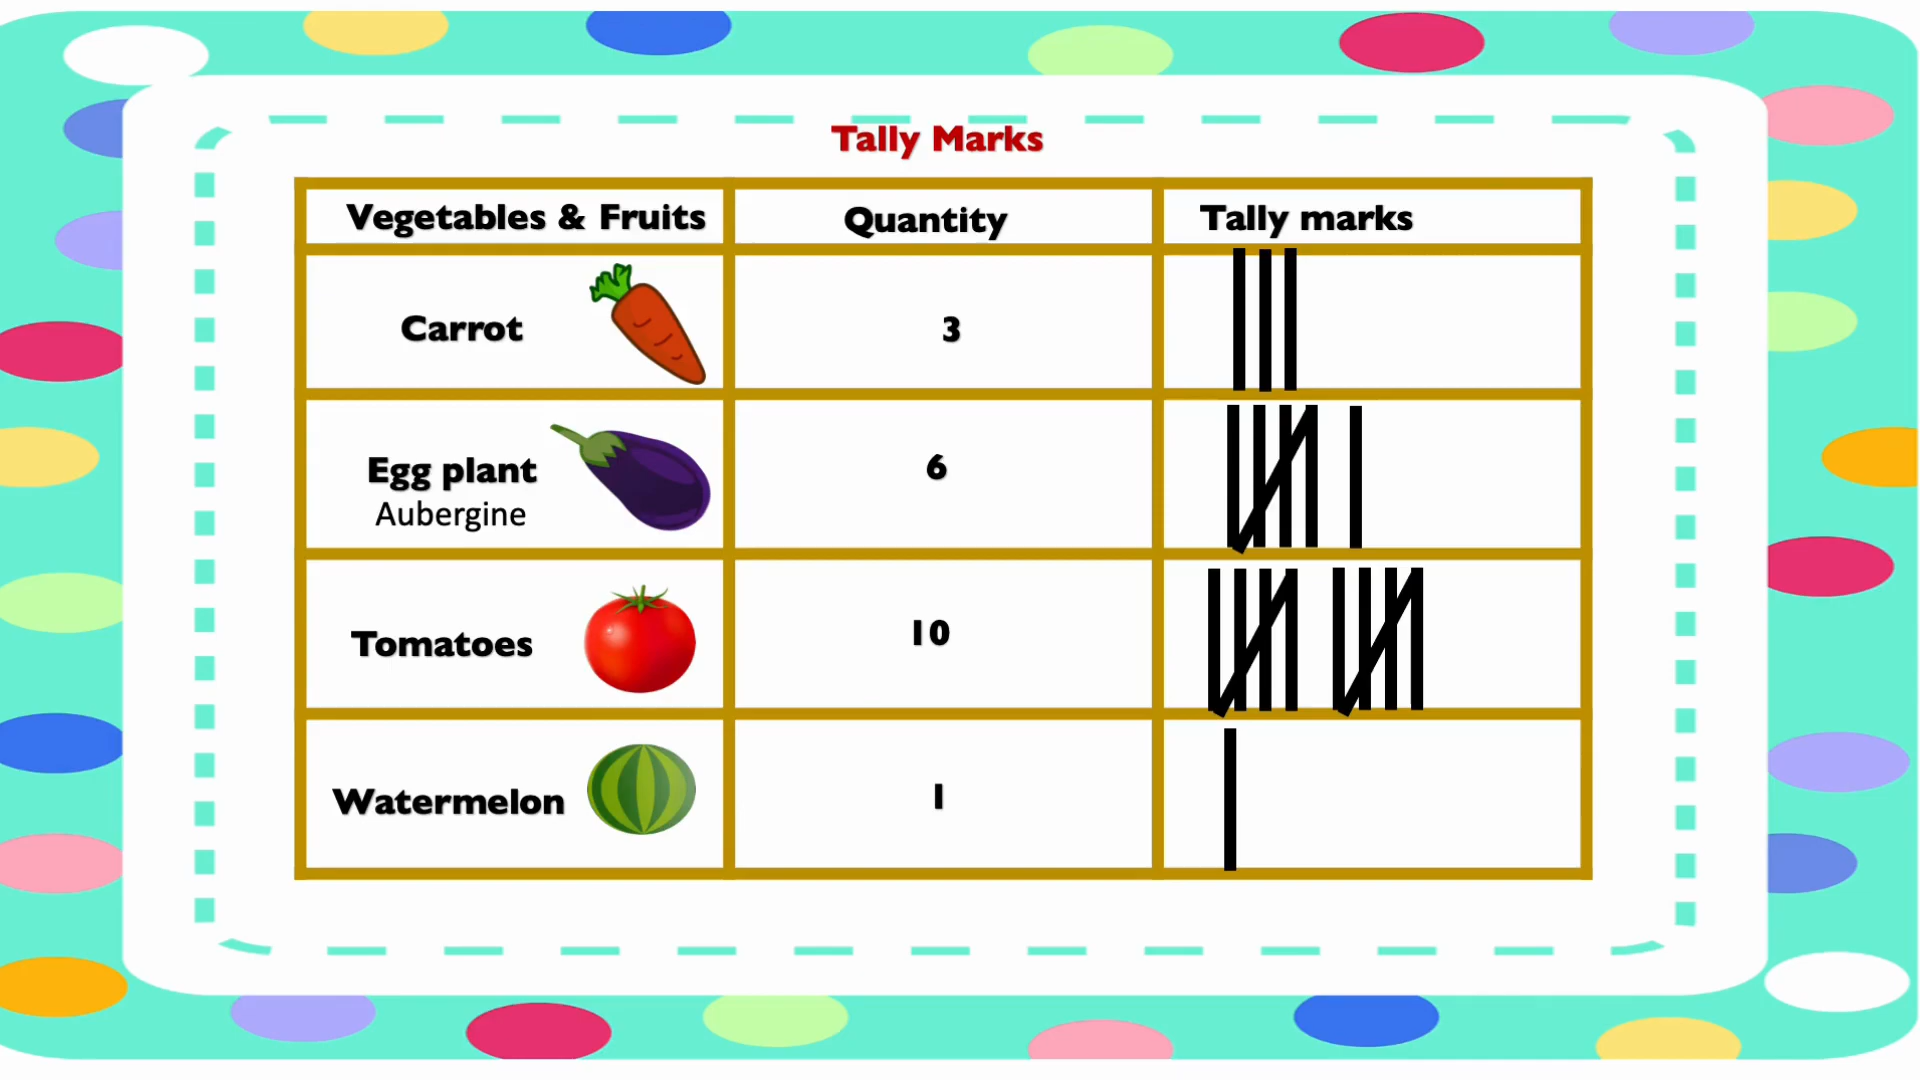 Tally Marks
Vegetables & Fruits
Quantity
Tally marks
Carrot
3
Egg plant
Aubergine
6
Tomatoes
10
Watermelon
1